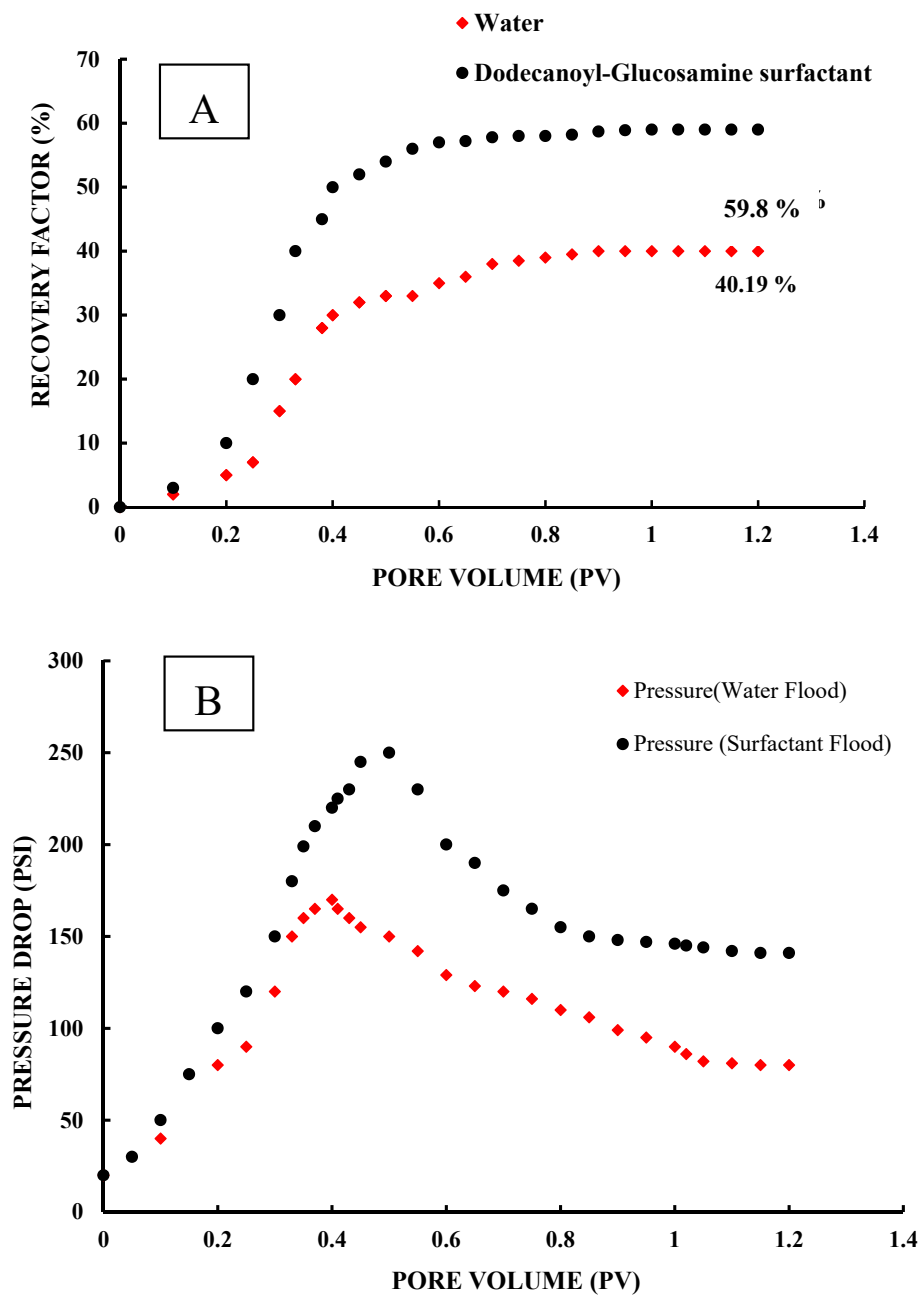 Water
Dodecanoyl-Glucosamine surfactant
A
RECOVERY FACTOR (%)
70
60
50
40
30
20
10
0
59.8 %
40.19 %
0 0.2 0.4 0.6 0.8 1 1.2 1.4
PORE VOLUME (PV)
B
Pressure(Water Flood)
Pressure (Surfactant Flood)
PRESSURE DROP (PSI)
300
250
200
150
100
50
0
0 0.2 0.4 0.6 0.8 1 1.2 1.4
PORE VOLUME (PV)